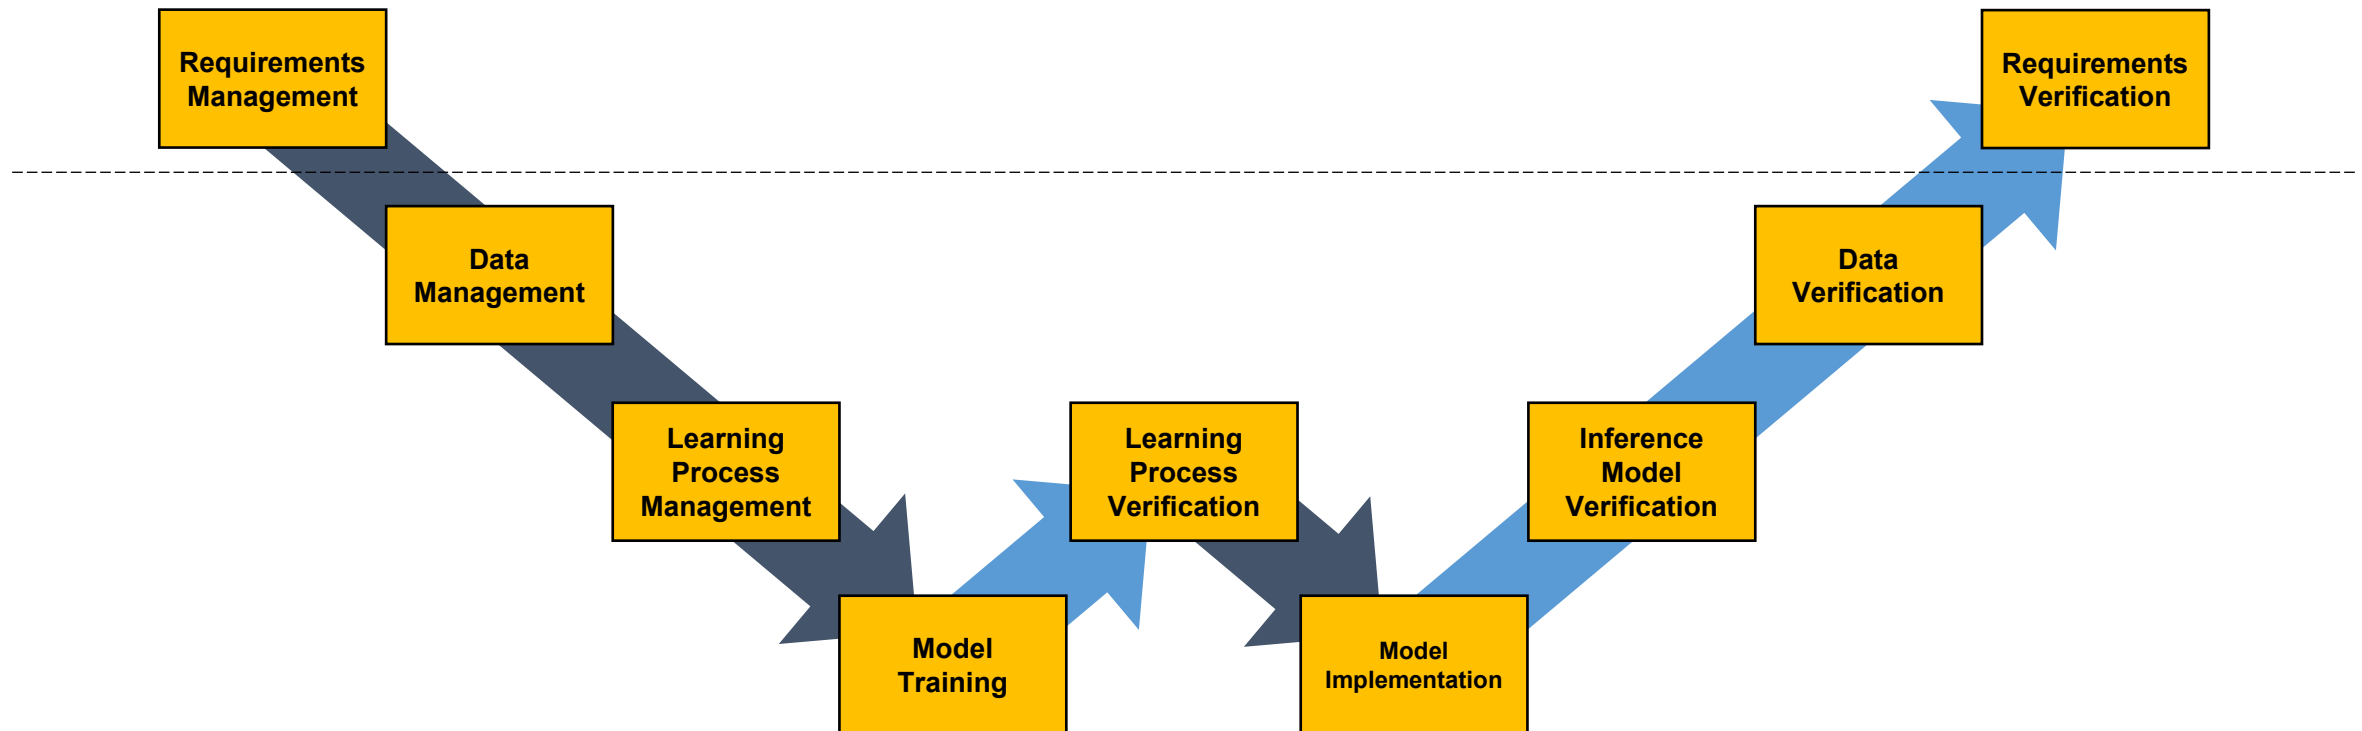 Requirements
Management
Requirements
Verification
Data
Management
Data
Verification
Learning
Process
Management
Learning
Process
Verification
Inference
Model
Verification
Model
Training
Model
Implementation